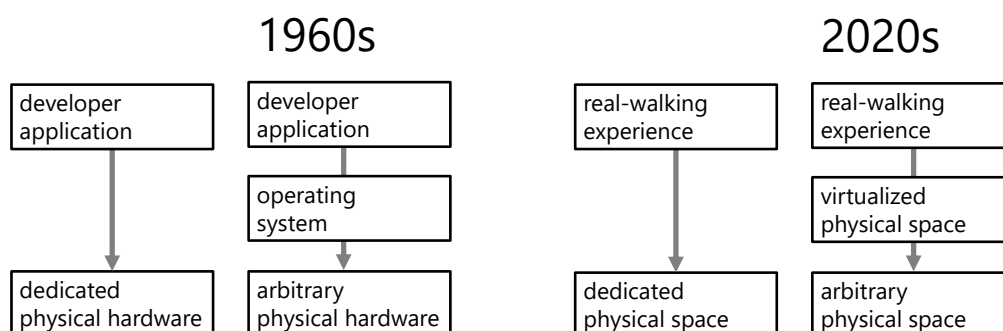 1960s
developer
application
developer
application
operating
system
dedicated
physical hardware
arbitrary
physical hardware
2020s
real-walking
experience
real-walking
experience
virtualized
physical space
dedicated
physical space
arbitrary
physical space